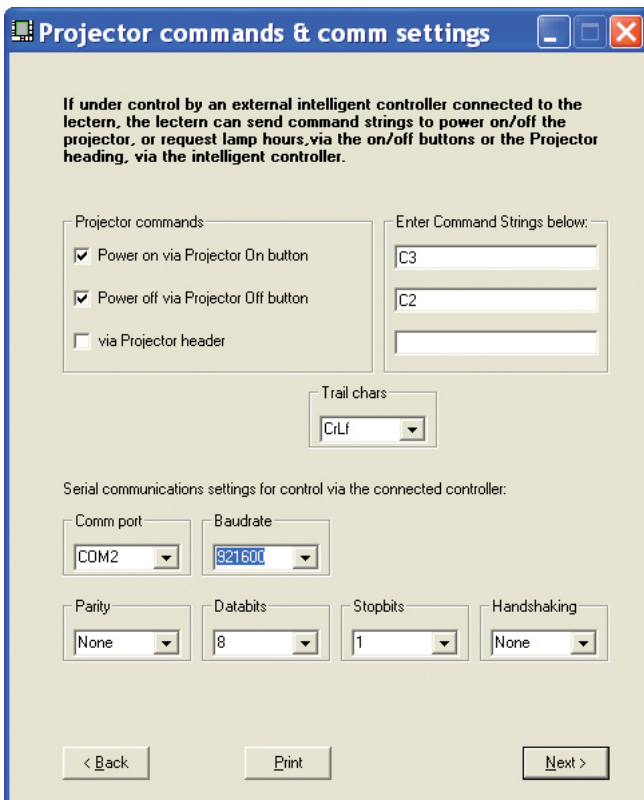 Projector commands & comm settings
If under control by an external intelligent controller connected to the
lectern, the lectern can send command strings to power on/off the
projector, or request lamp hours,via the on/off buttons or the Projector
heading, via the intelligent controller.
Projector commands
Power on via Projector On button
Power off via Projector Off button
via Projector header
Enter Command Strings below:
C3
C2
Trail chars
CrLf
Serial communications settings for control via the connected controller:
Comm port
COM2
Baudrate
921600
Parity
None
Databits
8
Stopbits
1
Handshaking
None
< Back
Print
Next >